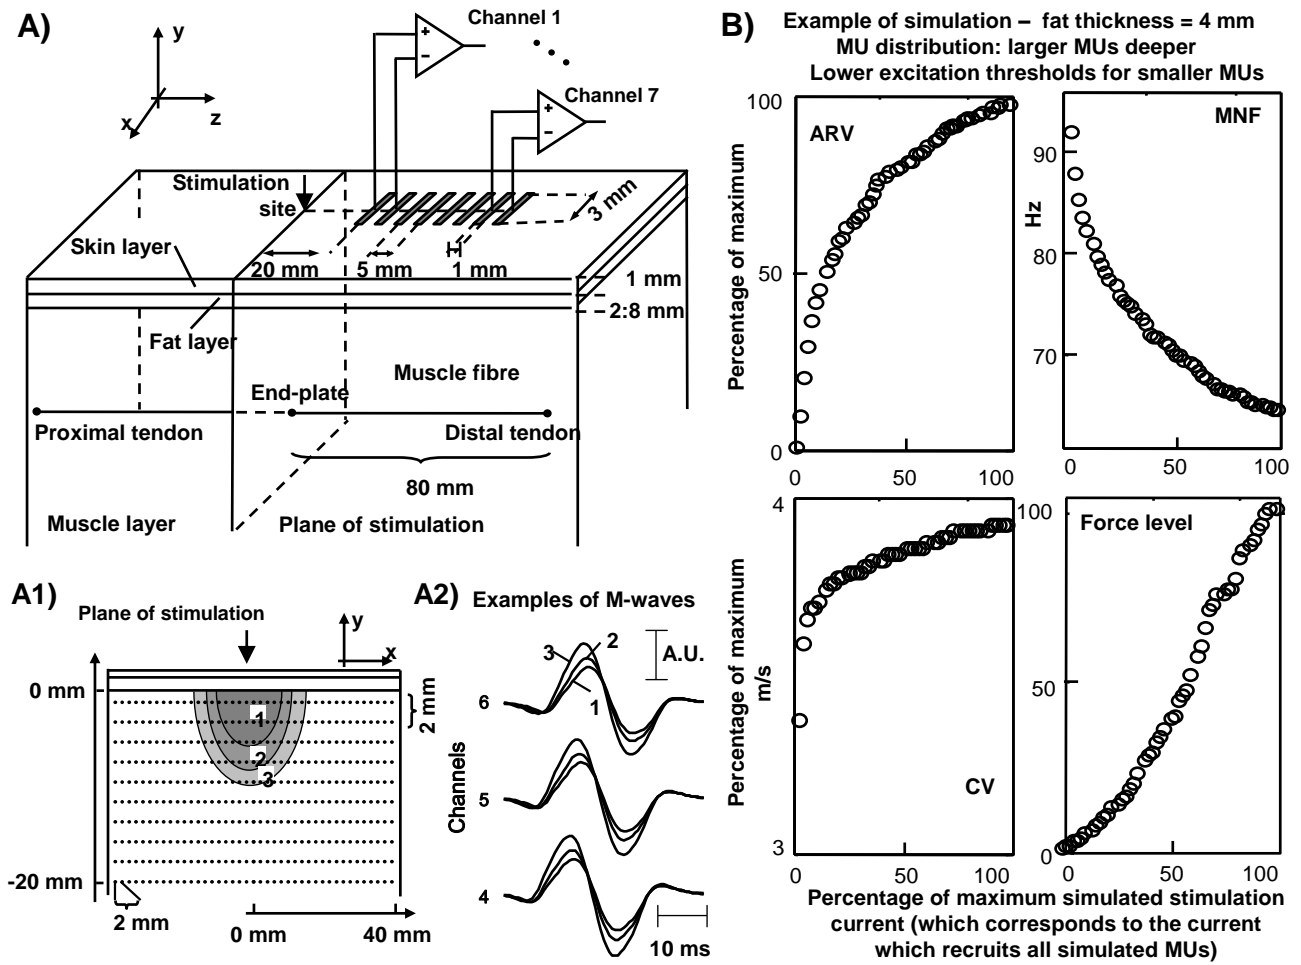 A)
y
x
z
Channel 1
+
−
Channel 7
+
−
Stimulation
site
3 mm
Skin layer
20 mm
5 mm
1 mm
1 mm
2:8 mm
Fat layer
Muscle fibre
End-plate
Proximal tendon
Distal tendon
80 mm
Muscle layer
Plane of stimulation
A1)
Plane of stimulation
y
x
0 mm
1
2
3
2 mm
-20 mm
2 mm
0 mm
40 mm
A2)
Examples of M-waves
3
2
1
A.U.
6
5
4
Channels
10 ms
B)
Example of simulation – fat thickness = 4 mm
MU distribution: larger MUs deeper
Lower excitation thresholds for smaller MUs
100
50
0
Percentage of maximum
ARV
0
50
100
MNF
90
80
70
Hz
0
50
100
4
3
Percentage of maximum
m/s
CV
0
50
100
100
50
0
Force level
0
50
100
Percentage of maximum simulated stimulation
current (which corresponds to the current
which recruits all simulated MUs)